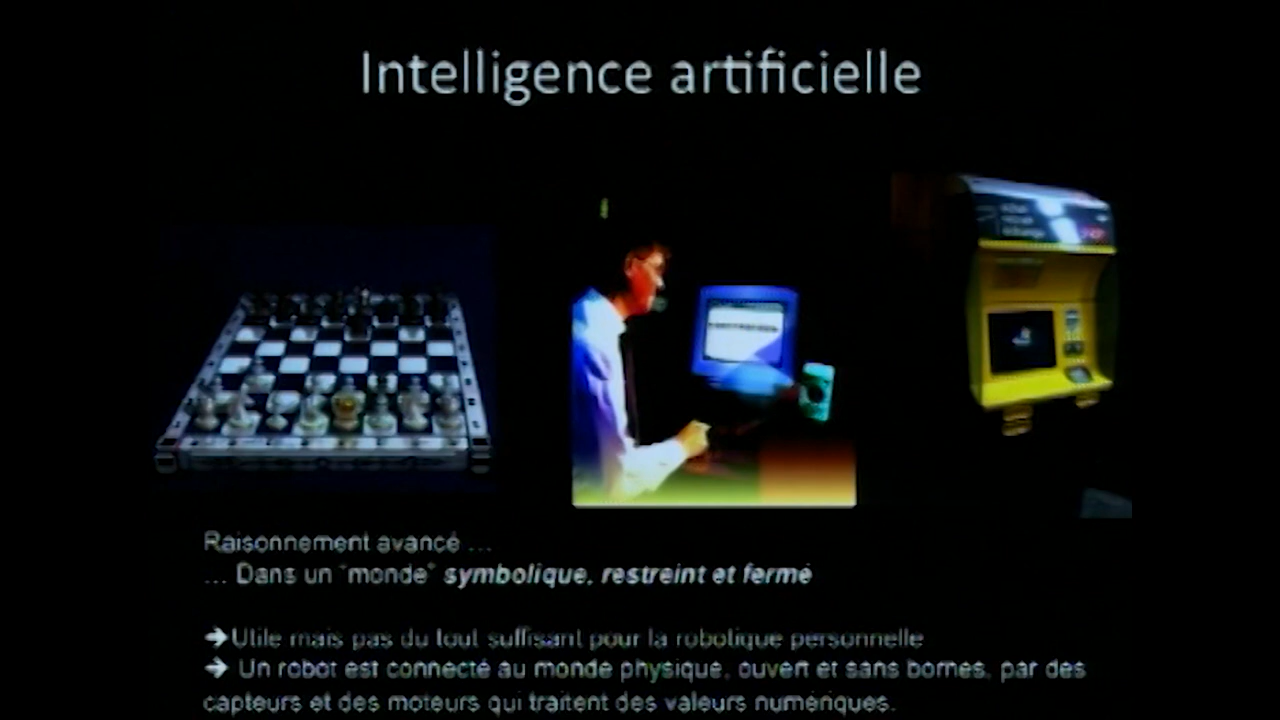 Intelligence artificielle
Raisonnement avancé ...
... Dans un "monde" symbolique, restreint et fermé
➔Utile mais pas du tout suffisant pour la robotique personnelle
➔ Un robot est connecté au monde physique, ouvert et sans bornes, par des
capteurs et des moteurs qui traitent des valeurs numériques.